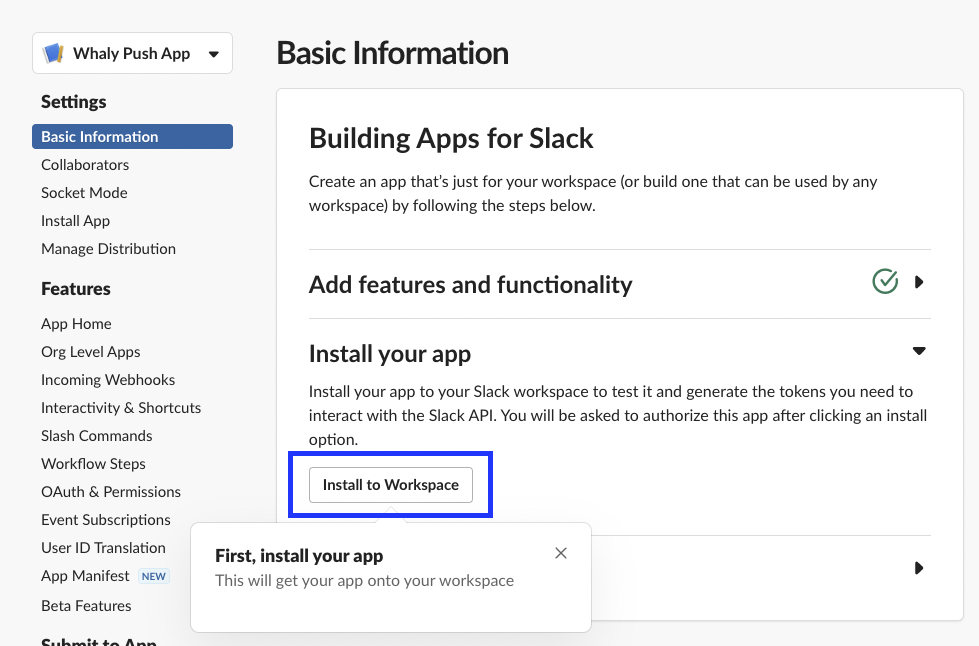 Whaly Push App
Settings
Basic Information
Collaborators
Socket Mode
Install App
Manage Distribution
Features
App Home
Org Level Apps
Incoming Webhooks
Interactivity & Shortcuts
Slash Commands
Workflow Steps
OAuth & Permissions
Event Subscriptions
User ID Translation
App Manifest NEW
Beta Features
Submit to App
Basic Information
Building Apps for Slack
Create an app that’s just for your workspace (or build one that can be used by any
workspace) by following the steps below.
Add features and functionality
Install your app
Install your app to your Slack workspace to test it and generate the tokens you need to
interact with the Slack API. You will be asked to authorize this app after clicking an install
option.
Install to Workspace
First, install your app
This will get your app onto your workspace